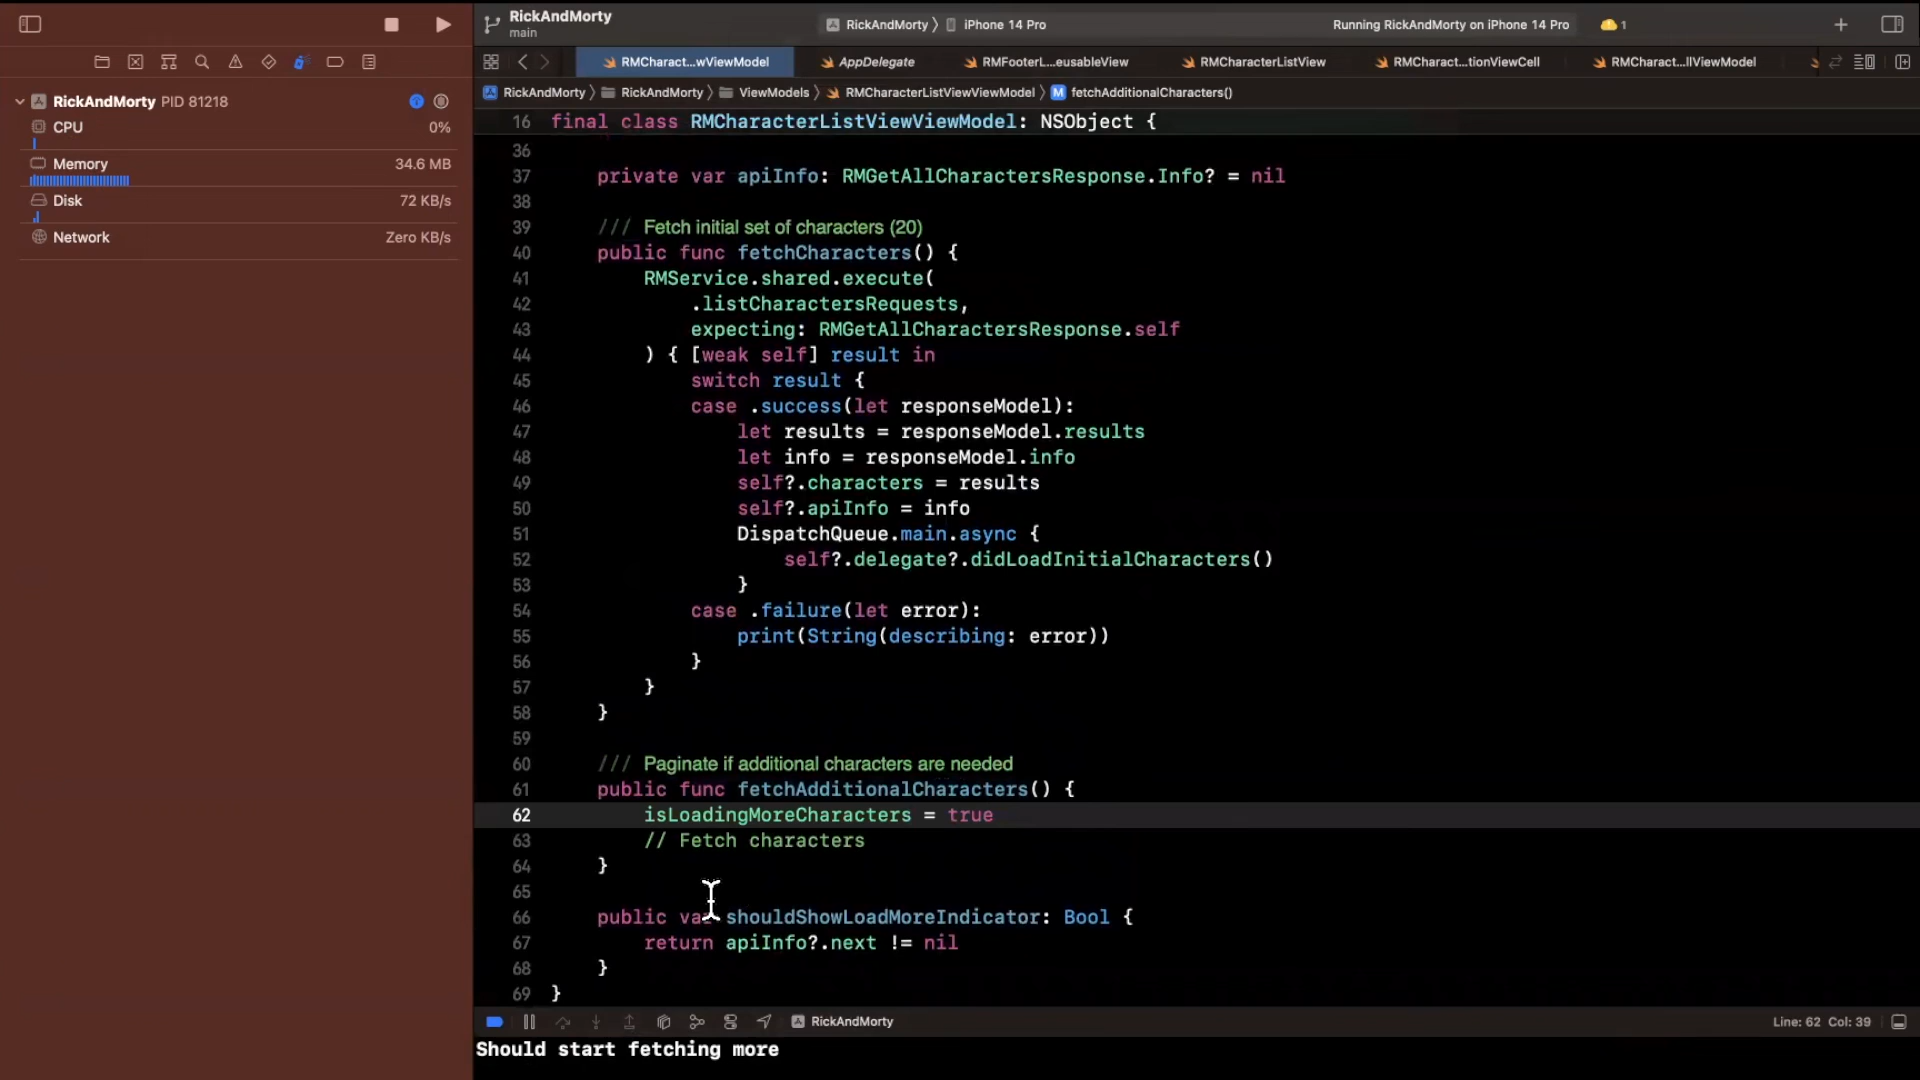 RickAndMorty
main
RickAndMorty 〉 iPhone 14 Pro
Running RickAndMorty on iPhone 14 Pro
1
RMCharact...wViewModel
AppDelegate
RMFooterL...eusableView
RMCharacterListView
RMCharact...tionViewCell
RMCharact...llViewModel
RickAndMorty PID 81218
CPU 0%
Memory 34.6 MB
Disk 72 KB/s
Network Zero KB/s
RickAndMorty 〉 RickAndMorty 〉 ViewModels 〉 RMCharacterListViewViewModel 〉 M fetchAdditionalCharacters()
16 final class RMCharacterListViewViewModel: NSObject {
36
37 private var apiInfo: RMGetAllCharactersResponse.Info? = nil
38
39 /// Fetch initial set of characters (20)
40 public func fetchCharacters() {
41 RMService.shared.execute(
42 .listCharactersRequests,
43 expecting: RMGetAllCharactersResponse.self
44 ) { [weak self] result in
45 switch result {
46 case .success(let responseModel):
47 let results = responseModel.results
48 let info = responseModel.info
49 self?.characters = results
50 self?.apiInfo = info
51 DispatchQueue.main.async {
52 self?.delegate?.didLoadInitialCharacters()
53 }
54 case .failure(let error):
55 print(String(describing: error))
56 }
57 }
58 }
59
60 /// Paginate if additional characters are needed
61 public func fetchAdditionalCharacters() {
62 isLoadingMoreCharacters = true
63 // Fetch characters
64 }
65
66 public var shouldShowLoadMoreIndicator: Bool {
67 return apiInfo?.next != nil
68 }
69 }
RickAndMorty
Line: 62 Col: 39
Should start fetching more